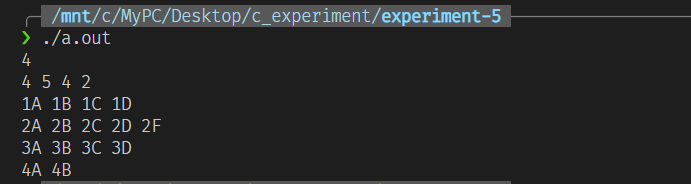 /mnt/c/MyPC/Desktop/c_experiment/experiment-5
❯ ./a.out
4
4 5 4 2
1A 1B 1C 1D
2A 2B 2C 2D 2F
3A 3B 3C 3D
4A 4B